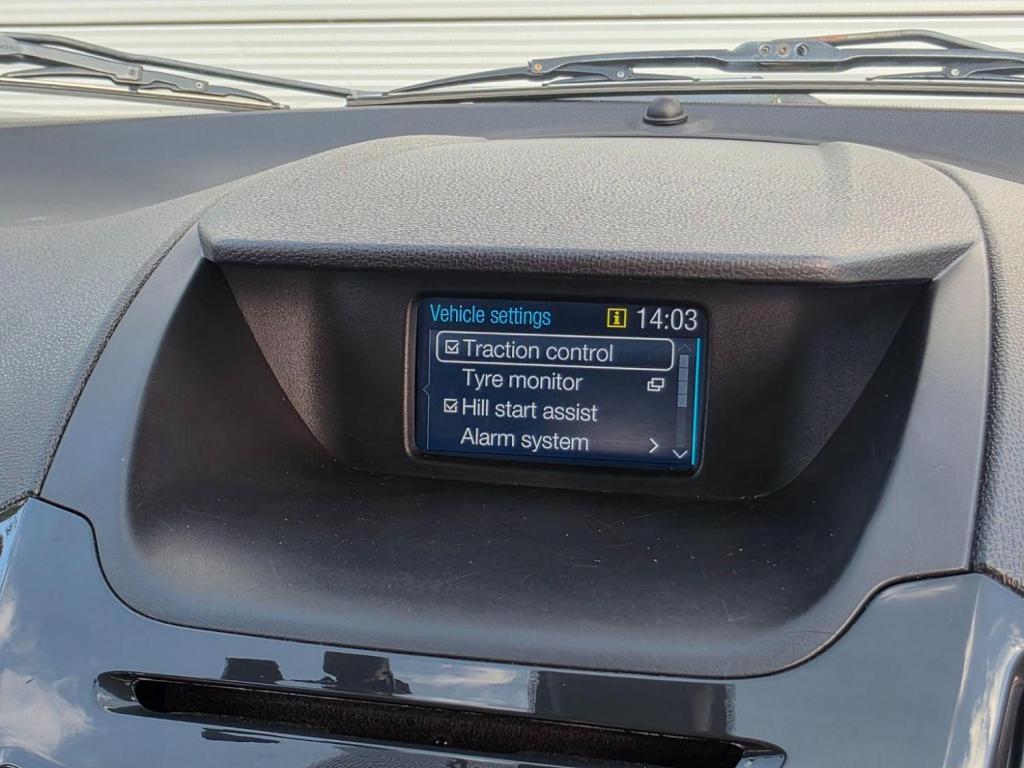 Vehicle settings 14:03
Traction control
Tyre monitor
Hill start assist
Alarm system